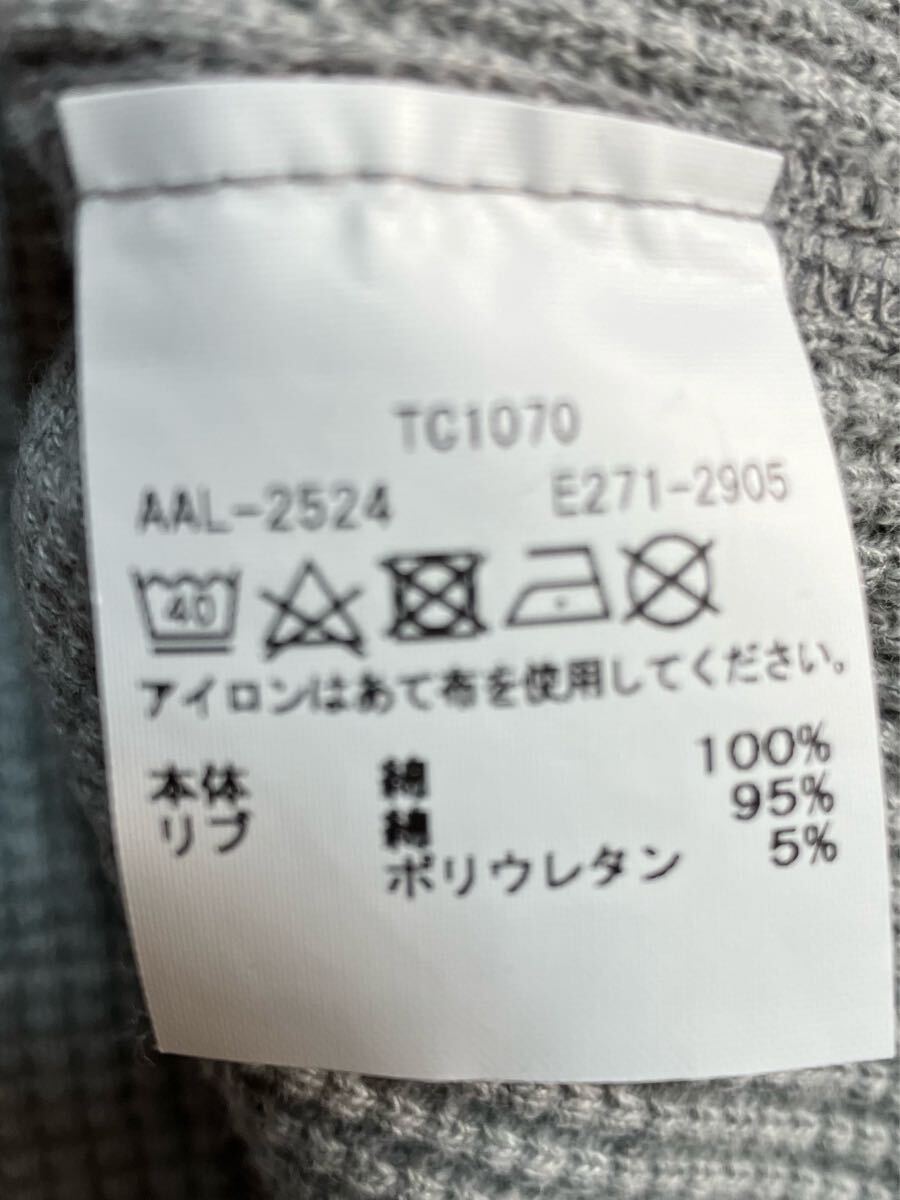 TC1070
AAL-2524 E271-2905
40
アイロンはあて布を使用してください。
本体 綿 100%
リブ 綿 95%
ポリウレタン 5%